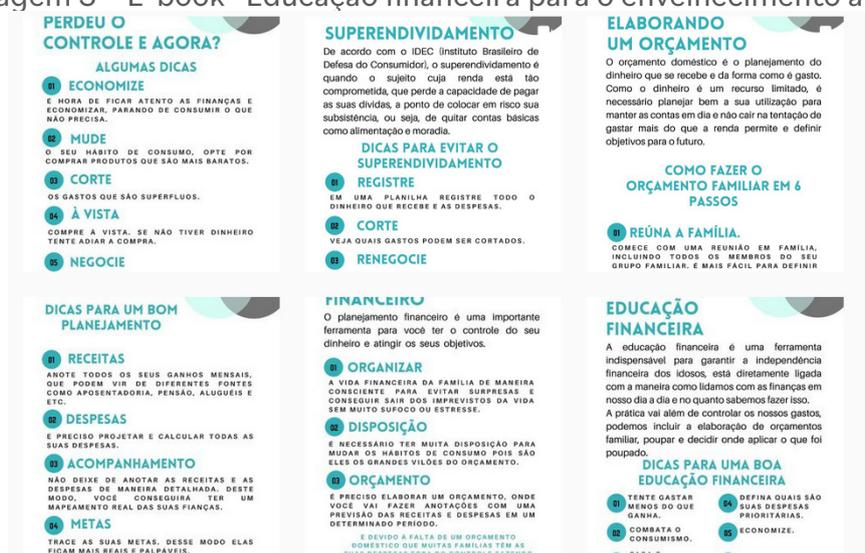 agem 3 - E-book "Educação financeira para o envelhecimento a
PERDEU O
CONTROLE E AGORA?
ALGUMAS DICAS
01 ECONOMIZE
E HORA DE FICAR ATENTO AS FINANÇAS E
ECONOMIZAR, PARANDO DE CONSUMIR O QUE
NÃO PRECISA.
02 MUDE
O SEU HÁBITO DE CONSUMO, OPTE POR
COMPRAR PRODUTOS QUE SÃO MAIS BARATOS.
03 CORTE
OS GASTOS QUE SÃO SUPÉRFLUOS.
04 À VISTA
COMPRE À VISTA. SE NÃO TIVER DINHEIRO
TENTE ADIAR A COMPRA.
05 NEGOCIE
SUPERENDIVIDAMENTO
De acordo com o IDEC (Instituto Brasileiro de
Defesa do Consumidor), o superendividamento é
quando o sujeito cuja renda está tão
comprometida, que perde a capacidade de pagar
as suas dívidas, a ponto de colocar em risco sua
subsistência, ou seja, de quitar contas básicas
como alimentação e moradia.
DICAS PARA EVITAR O
SUPERENDIVIDAMENTO
01 REGISTRE
EM UMA PLANILHA REGISTRE TODO O
DINHEIRO QUE RECEBE E AS DESPESAS.
02 CORTE
VEJA QUAIS GASTOS PODEM SER CORTADOS.
03 RENEGOCIE
ELABORANDO
UM ORÇAMENTO
O orçamento doméstico é o planejamento do
dinheiro que se recebe e da forma como é gasto.
Como o dinheiro é um recurso limitado, é
necessário planejar bem a sua utilização para
manter as contas em dia e não cair na tentação de
gastar mais do que a renda permite e definir
objetivos para o futuro.
COMO FAZER O
ORÇAMENTO FAMILIAR EM 6
PASSOS
01 REÚNA A FAMÍLIA.
COMECE COM UMA REUNIÃO EM FAMÍLIA,
INCLUINDO TODOS OS MEMBROS DO SEU
GRUPO FAMILIAR. É MAIS FÁCIL PARA DEFINIR
DICAS PARA UM BOM
PLANEJAMENTO
01 RECEITAS
ANOTE TODOS OS SEUS GANHOS MENSAIS,
QUE PODEM VIR DE DIFERENTES FONTES
COMO APOSENTADORIA, PENSÃO, ALUGUÉIS E
ETC.
02 DESPESAS
E PRECISO PROJETAR E CALCULAR TODAS AS
SUAS DESPESAS.
03 ACOMPANHAMENTO
NÃO DEIXE DE ANOTAR AS RECEITAS E AS
DESPESAS DE MANEIRA DETALHADA. DESTE
MODO, VOCÊ CONSEGUIRÁ TER UM
MAPEAMENTO REAL DAS SUAS FIANÇAS.
04 METAS
TRACE AS SUAS METAS. DESSE MODO ELAS
FICAM MAIS REAIS E PALPÁVEIS.
FINANCEIRO
O planejamento financeiro é uma importante
ferramenta para você ter o controle do seu
dinheiro e atingir os seus objetivos.
01 ORGANIZAR
A VIDA FINANCEIRA DA FAMÍLIA DE MANEIRA
CONSCIENTE PARA EVITAR SURPRESAS E
CONSEGUIR SAIR DOS IMPREVISTOS DA VIDA
SEM MUITO SUFOCO OU ESTRESSE.
02 DISPOSIÇÃO
É NECESSÁRIO TER MUITA DISPOSIÇÃO PARA
MUDAR OS HÁBITOS DE CONSUMO POIS SÃO
ELES OS GRANDES VILÕES DO ORÇAMENTO.
03 ORÇAMENTO
É PRECISO ELABORAR UM ORÇAMENTO, ONDE
VOCÊ VAI FAZER ANOTAÇÕES COM UMA
PREVISÃO DAS RECEITAS E DESPESAS EM UM
DETERMINADO PERÍODO.
E DEVIDO À FALTA DE UM ORÇAMENTO
DOMÉSTICO QUE MUITAS FAMÍLIAS TÊM AS
EDUCAÇÃO
FINANCEIRA
A educação financeira é uma ferramenta
indispensável para garantir a independência
financeira dos idosos, está diretamente ligada
com a maneira como lidamos com as finanças em
nosso dia a dia e no quanto sabemos fazer isso.
A prática vai além de controlar os nossos gastos,
podemos incluir a elaboração de orçamentos
familiar, poupar e decidir onde aplicar o que foi
poupado.
DICAS PARA UMA BOA
EDUCAÇÃO FINANCEIRA
01 TENTE GASTAR
MENOS DO QUE
GANHA.
04 DEFINA QUAIS SÃO
SUAS DESPESAS
PRIORITÁRIAS.
02 COMBATA O
CONSUMISMO.
05 ECONOMIZE.